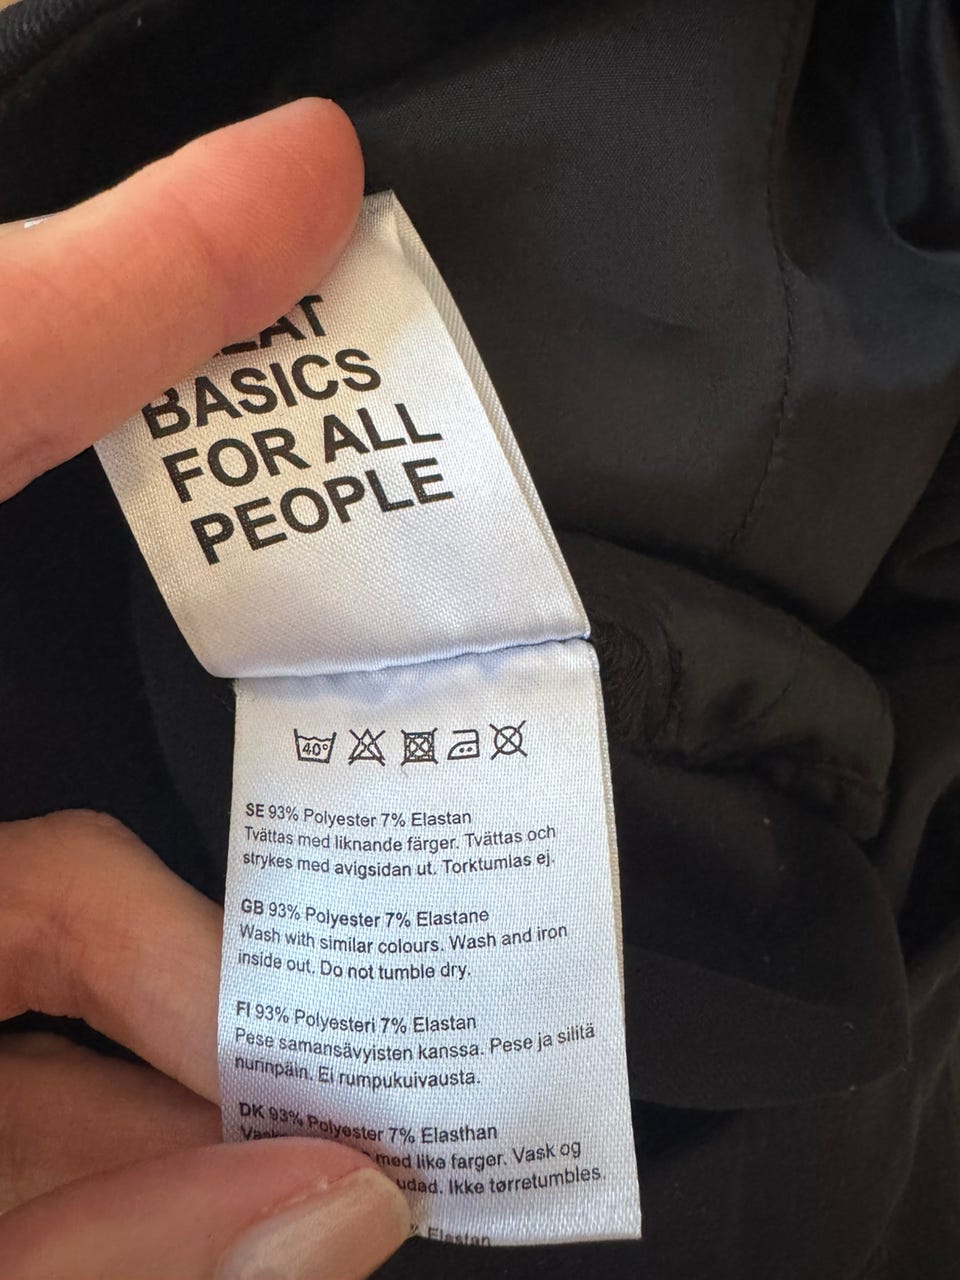 BASICS
FOR ALL
PEOPLE
40°
SE 93% Polyester 7% Elastan
Tvättas med liknande färger. Tvättas och
strykes med avigsidan ut. Torktumlas ej.
GB 93% Polyester 7% Elastane
Wash with similar colours. Wash and iron
inside out. Do not tumble dry.
FI 93% Polyesteri 7% Elastan
Pese samansävyisten kanssa. Pese ja silitä
nurinpäin. Ei rumpukuivausta.
DK 93% Polyester 7% Elasthan
med like farger. Vask og
Ikke tørretumbles.
Elastan